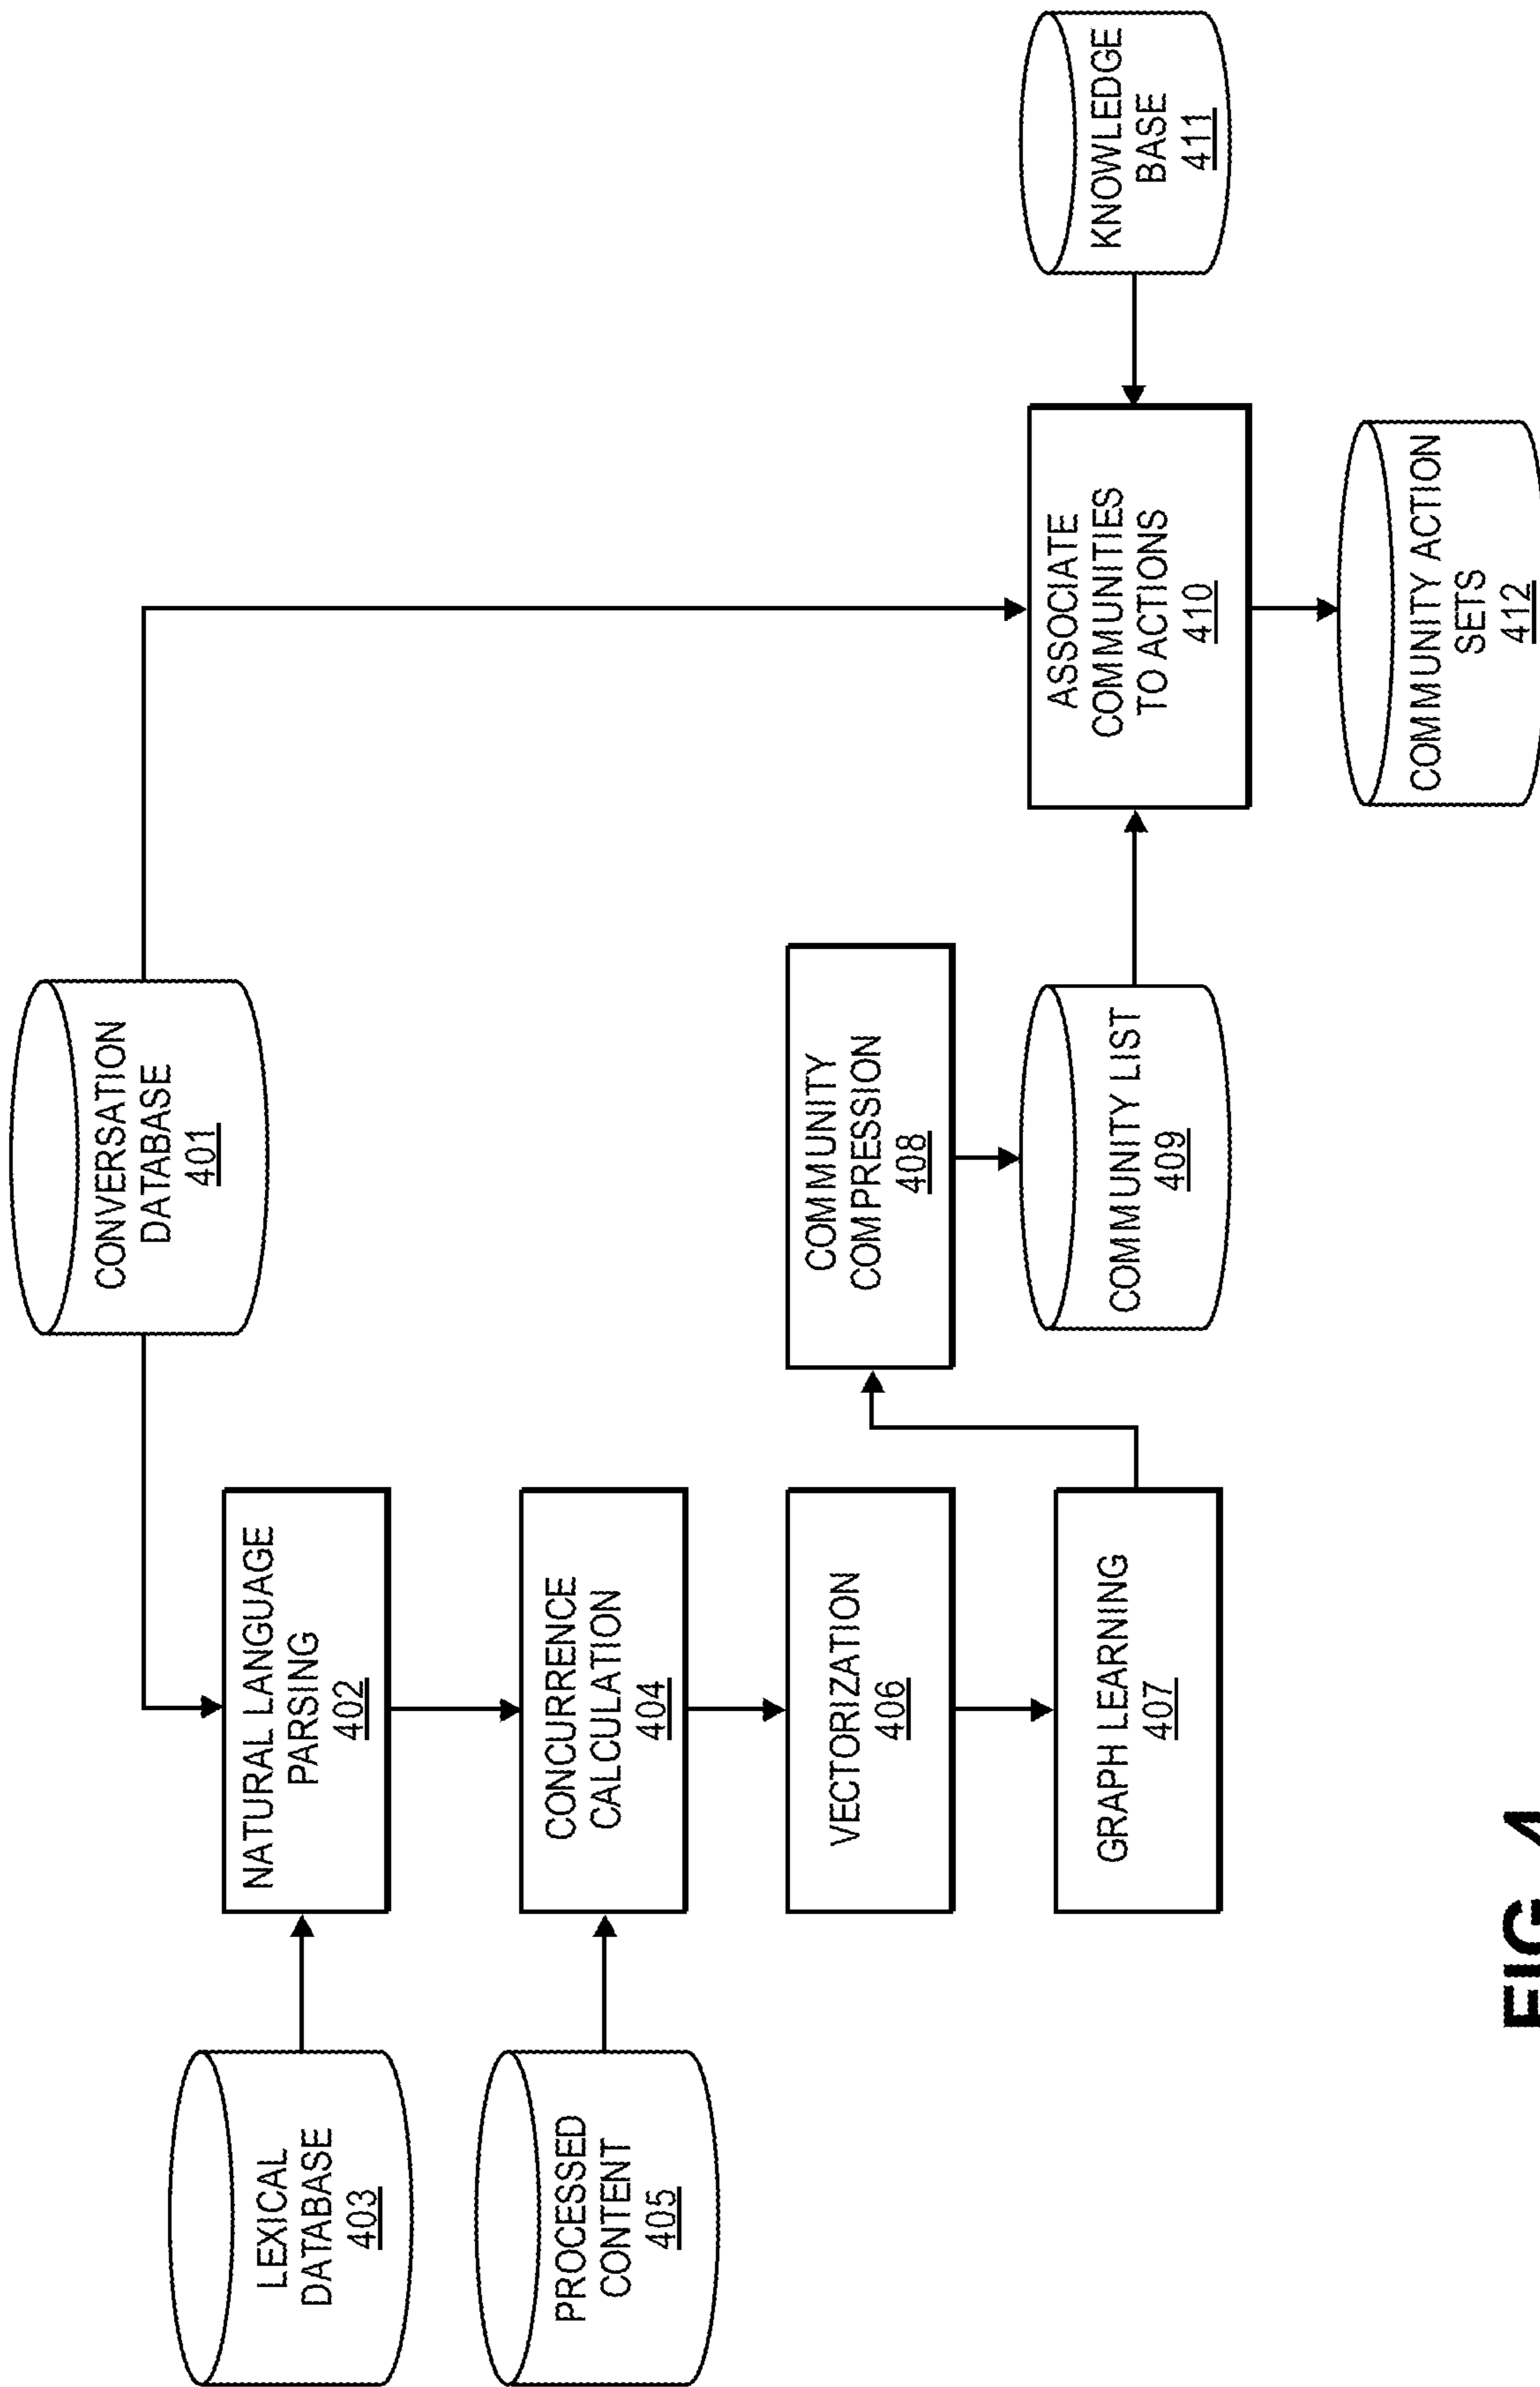 CONVERSATION
DATABASE
401
LEXICAL
DATABASE
403
NATURAL LANGUAGE
PARSING
402
PROCESSED
CONTENT
405
CONCURRENCE
CALCULATION
404
VECTORIZATION
406
GRAPH LEARNING
407
COMMUNITY
COMPRESSION
408
COMMUNITY LIST
409
ASSOCIATE
COMMUNITIES
TO ACTIONS
410
KNOWLEDGE
BASE
411
COMMUNITY ACTION
SETS
412
FIG. 4